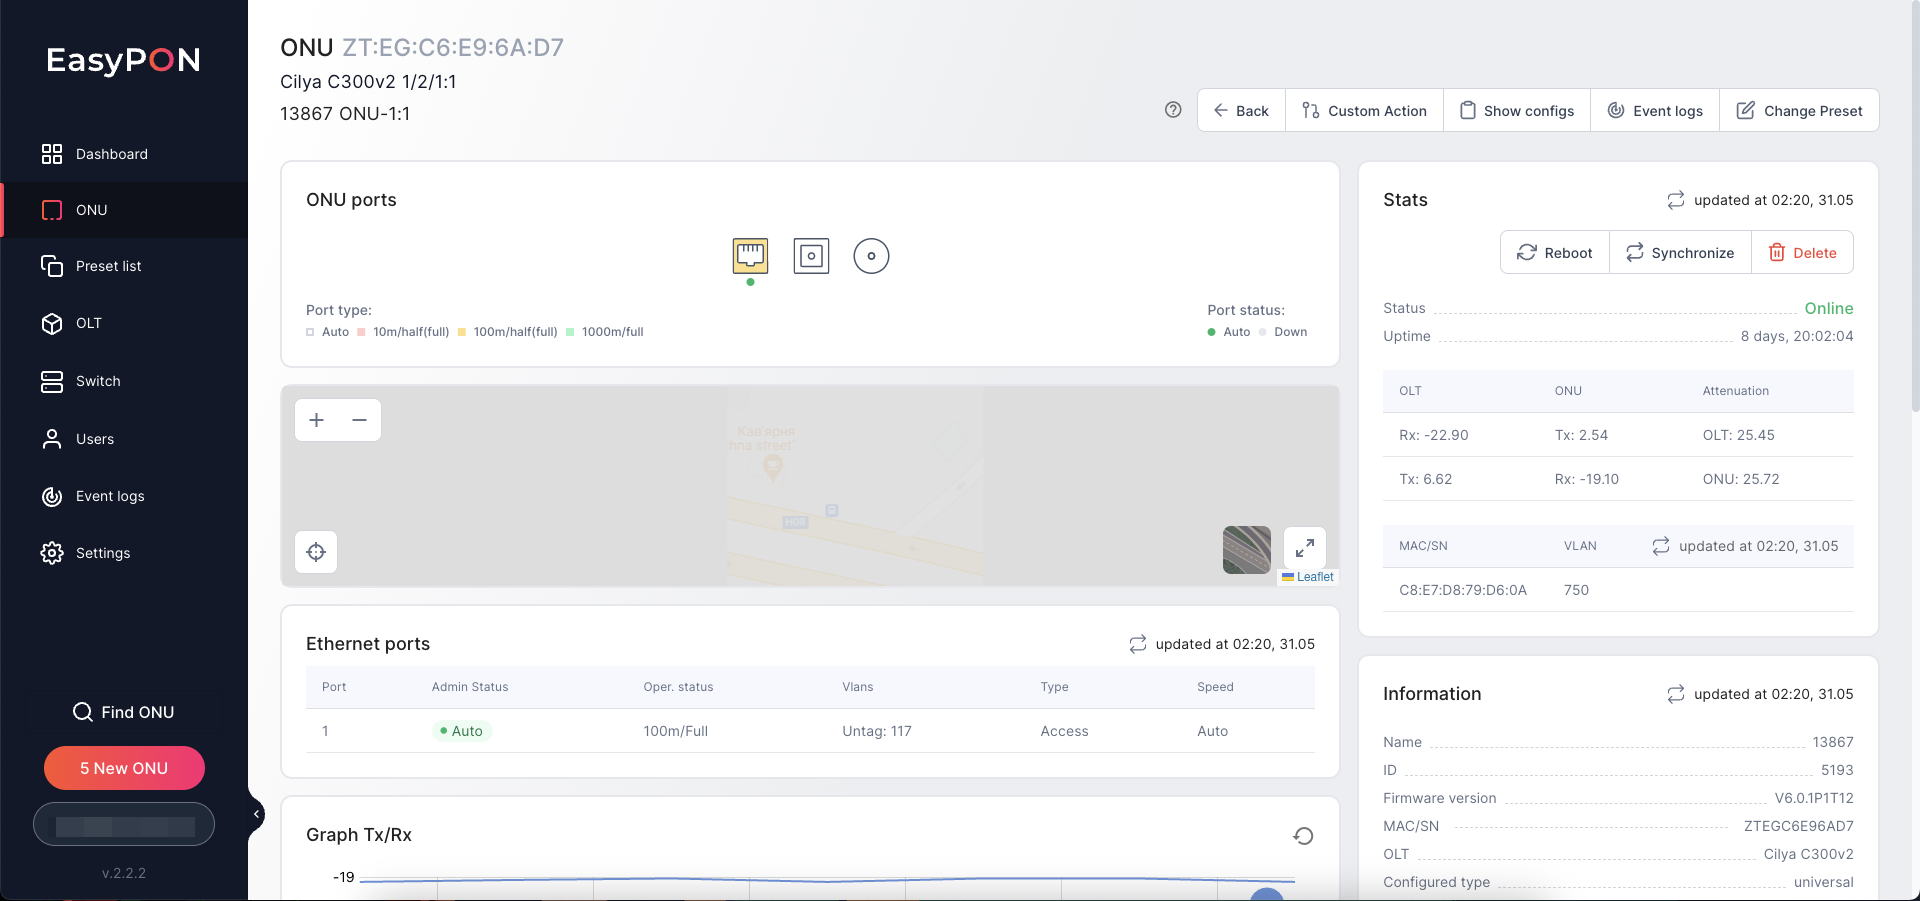 EasyPON
Dashboard
ONU
Preset list
OLT
Switch
Users
Event logs
Settings
Find ONU
5 New ONU
v.2.2.2
ONU ZT:EG:C6:E9:6A:D7
Cilya C300v2 1/2/1:1
13867 ONU-1:1
Back
Custom Action
Show configs
Event logs
Change Preset
ONU ports
Port type:
Auto 10m/half(full) 100m/half(full) 1000m/full
Port status:
Auto Down
+ −
Кав'ярня
hna street'
H08
Leaflet
Ethernet ports
updated at 02:20, 31.05
Port Admin Status Oper. status Vlans Type Speed
1 Auto 100m/Full Untag: 117 Access Auto
Graph Tx/Rx
-19
Stats
updated at 02:20, 31.05
Reboot
Synchronize
Delete
Status Online
Uptime 8 days, 20:02:04
OLT ONU Attenuation
Rx: -22.90 Tx: 2.54 OLT: 25.45
Tx: 6.62 Rx: -19.10 ONU: 25.72
MAC/SN VLAN updated at 02:20, 31.05
C8:E7:D8:79:D6:0A 750
Information
updated at 02:20, 31.05
Name 13867
ID 5193
Firmware version V6.0.1P1T12
MAC/SN ZTEGC6E96AD7
OLT Cilya C300v2
Configured type universal